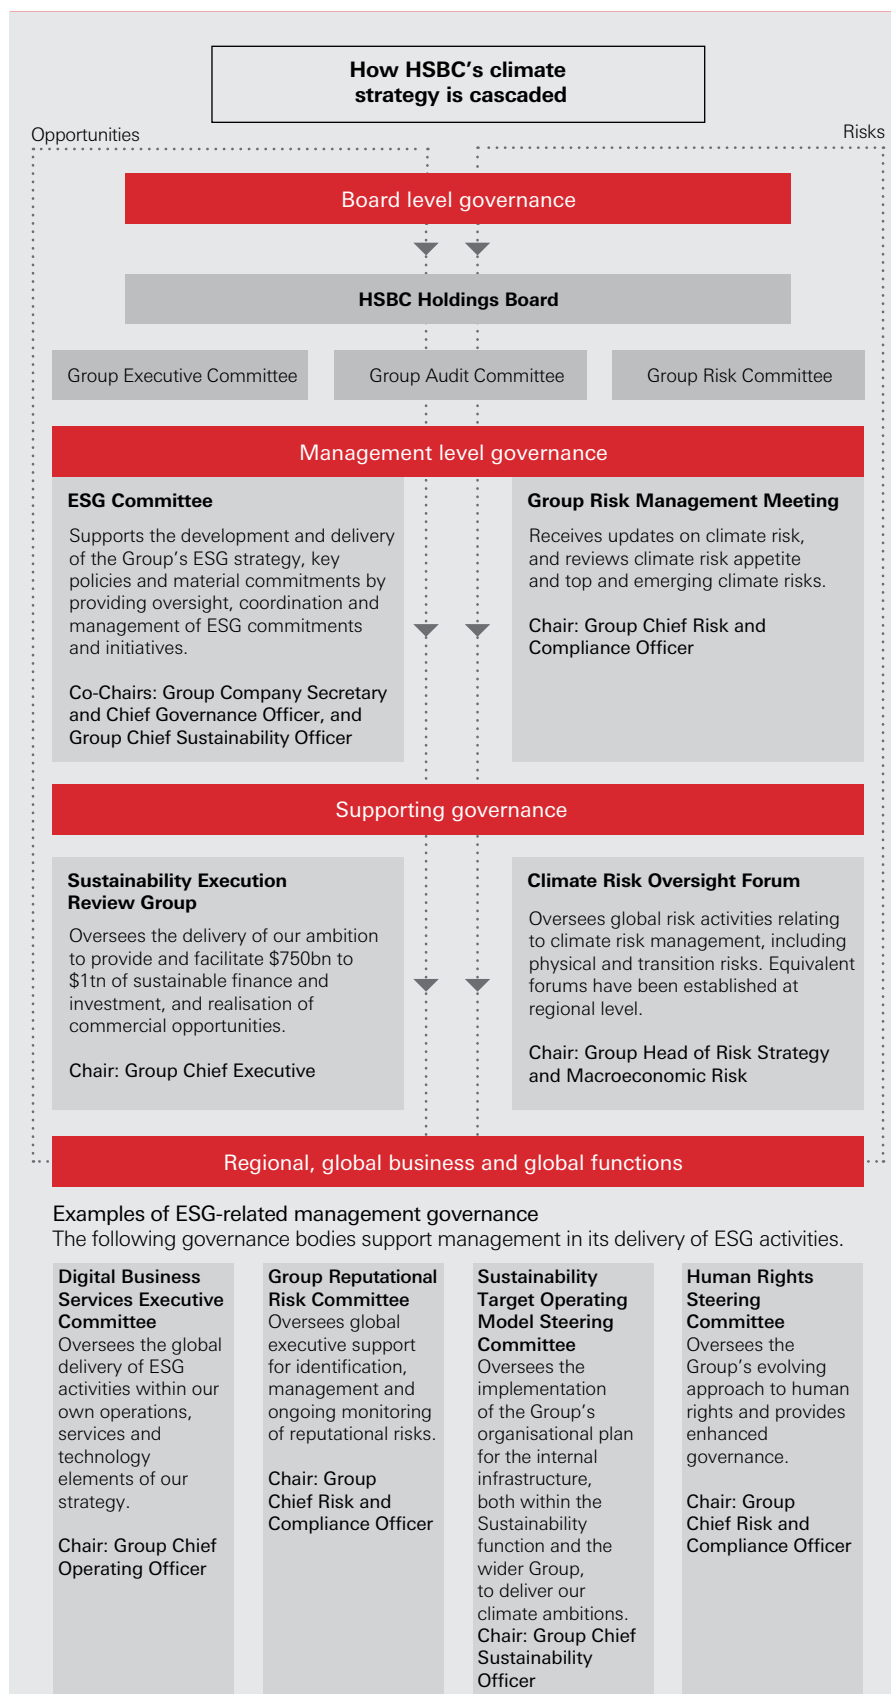 How HSBC's climate
strategy is cascaded
Opportunities
Risks
Board level governance
HSBC Holdings Board
Group Executive Committee
Group Audit Committee
Group Risk Committee
Management level governance
ESG Committee
Supports the development and delivery
of the Group's ESG strategy, key
policies and material commitments by
providing oversight, coordination and
management of ESG commitments
and initiatives.
Co-Chairs: Group Company Secretary
and Chief Governance Officer, and
Group Chief Sustainability Officer
Group Risk Management Meeting
Receives updates on climate risk,
and reviews climate risk appetite
and top and emerging climate risks.
Chair: Group Chief Risk and
Compliance Officer
Supporting governance
Sustainability Execution
Review Group
Oversees the delivery of our ambition
to provide and facilitate $750bn to
$1tn of sustainable finance and
investment, and realisation of
commercial opportunities.
Chair: Group Chief Executive
Climate Risk Oversight Forum
Oversees global risk activities relating
to climate risk management, including
physical and transition risks. Equivalent
forums have been established at
regional level.
Chair: Group Head of Risk Strategy
and Macroeconomic Risk
Regional, global business and global functions
Examples of ESG-related management governance
The following governance bodies support management in its delivery of ESG activities.
Digital Business
Services Executive
Committee
Oversees the global
delivery of ESG
activities within our
own operations,
services and
technology
elements of our
strategy.
Chair: Group Chief
Operating Officer
Group Reputational
Risk Committee
Oversees global
executive support
for identification,
management and
ongoing monitoring
of reputational risks.
Chair: Group
Chief Risk and
Compliance Officer
Sustainability
Target Operating
Model Steering
Committee
Oversees the
implementation
of the Group's
organisational plan
for the internal
infrastructure,
both within the
Sustainability
function and the
wider Group,
to deliver our
climate ambitions.
Chair: Group Chief
Sustainability
Officer
Human Rights
Steering
Committee
Oversees the
Group's evolving
approach to human
rights and provides
enhanced
governance.
Chair: Group
Chief Risk and
Compliance Officer